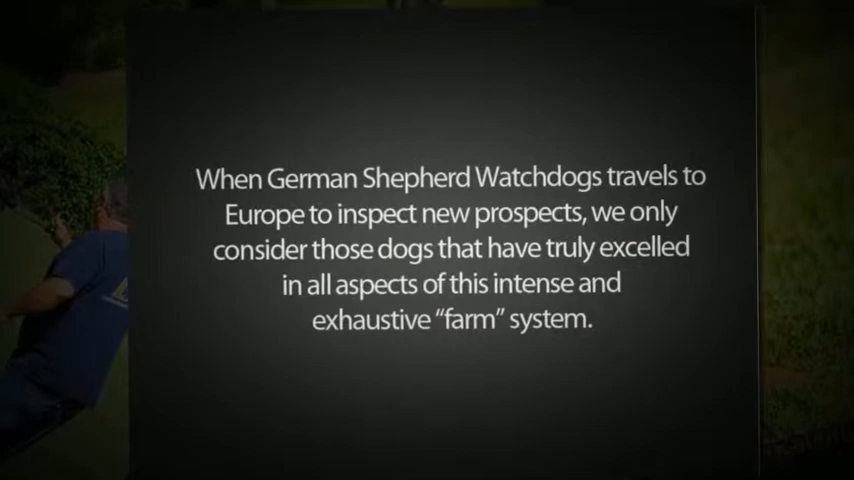 When German Shepherd Watchdogs travels to
Europe to inspect new prospects, we only
consider those dogs that have truly excelled
in all aspects of this intense and
exhaustive “farm” system.